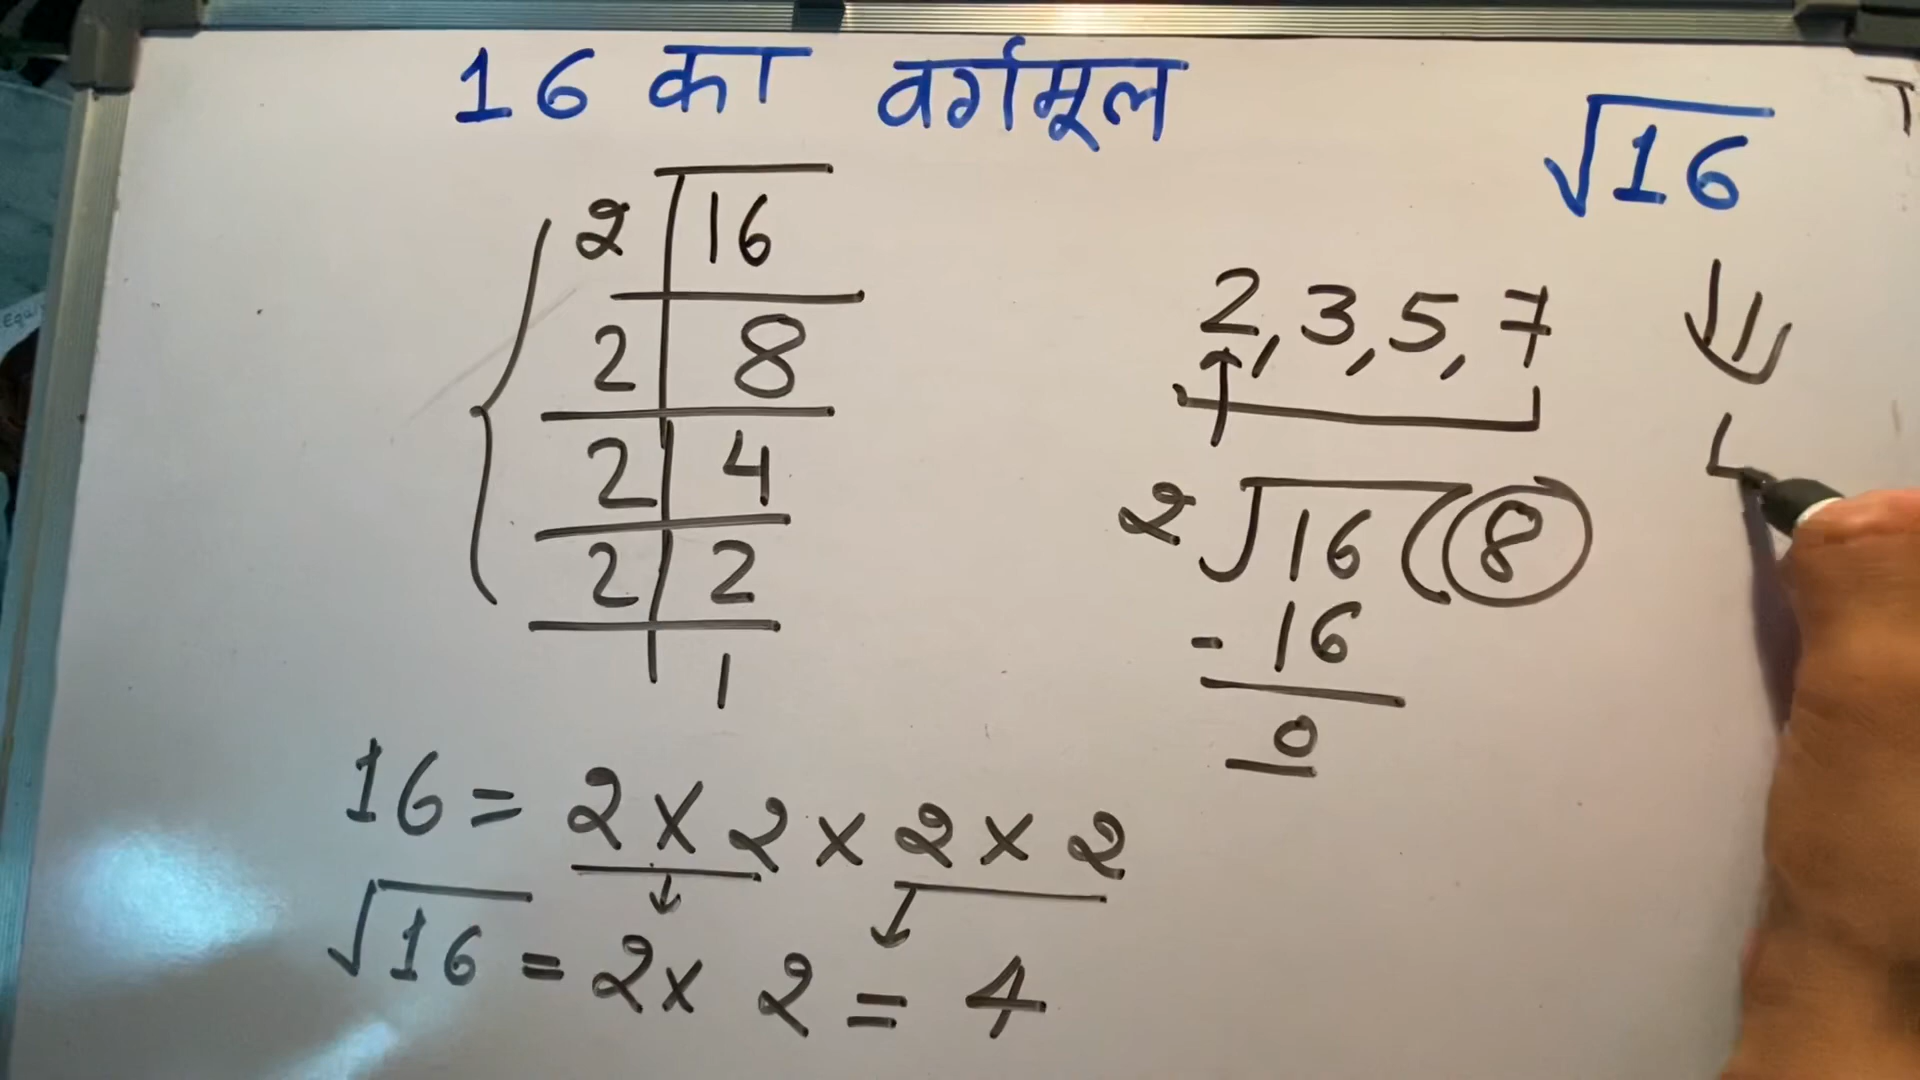 16 का वर्गमूल
√16
2 | 16
2 | 8
2 | 4
2 | 2
1
2, 3, 5, 7
2 √16 ( 8
- 16
0
16 = 2 × 2 × 2 × 2
√16 = 2 × 2 = 4